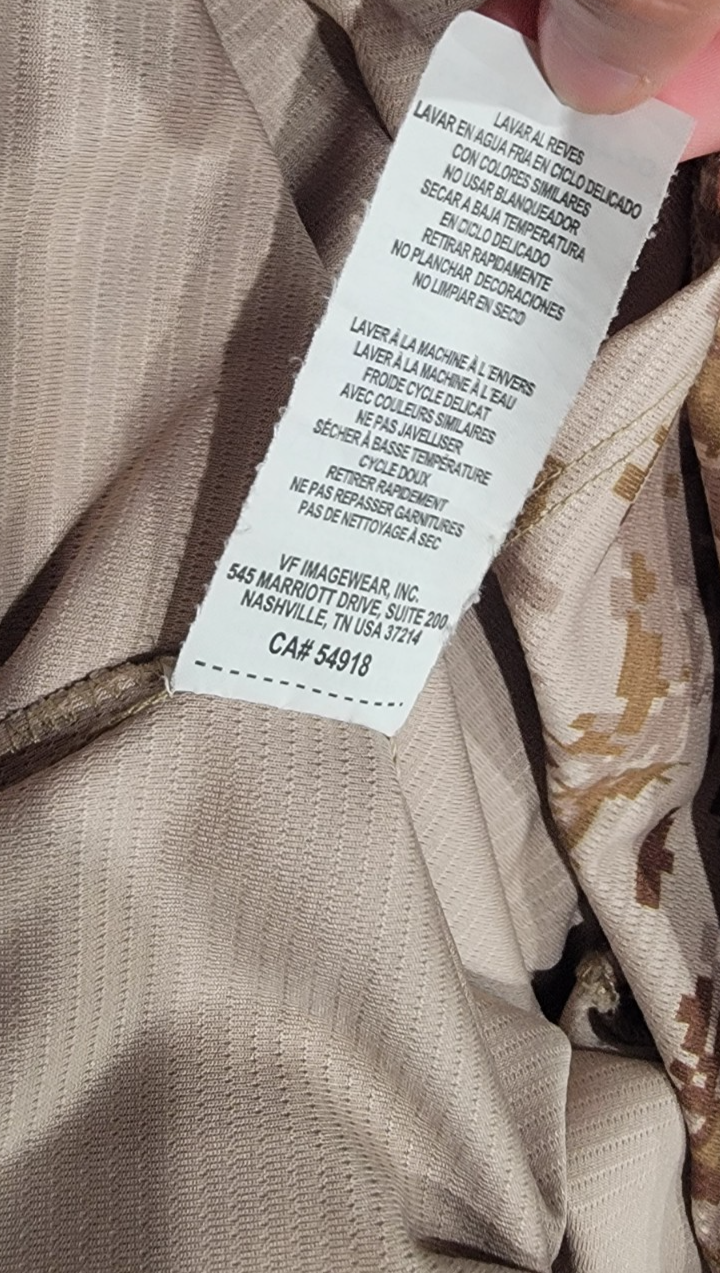 LAVAR AL REVES
LAVAR EN AGUA FRIA EN CICLO DELICADO
CON COLORES SIMILARES
NO USAR BLANQUEADOR
SECAR A BAJA TEMPERATURA
EN CICLO DELICADO
RETIRAR RAPIDAMENTE
NO PLANCHAR DECORACIONES
NO LIMPIAR EN SECO
LAVER À LA MACHINE À L'ENVERS
LAVER À LA MACHINE À L'EAU
FROIDE CYCLE DELICAT
AVEC COULEURS SIMILAIRES
NE PAS JAVELLISER
SÉCHER À BASSE TEMPÉRATURE
CYCLE DOUX
RETIRER RAPIDEMENT
NE PAS REPASSER GARNITURES
PAS DE NETTOYAGE À SEC
VF IMAGEWEAR, INC.
545 MARRIOTT DRIVE, SUITE 200
NASHVILLE, TN USA 37214
CA# 54918